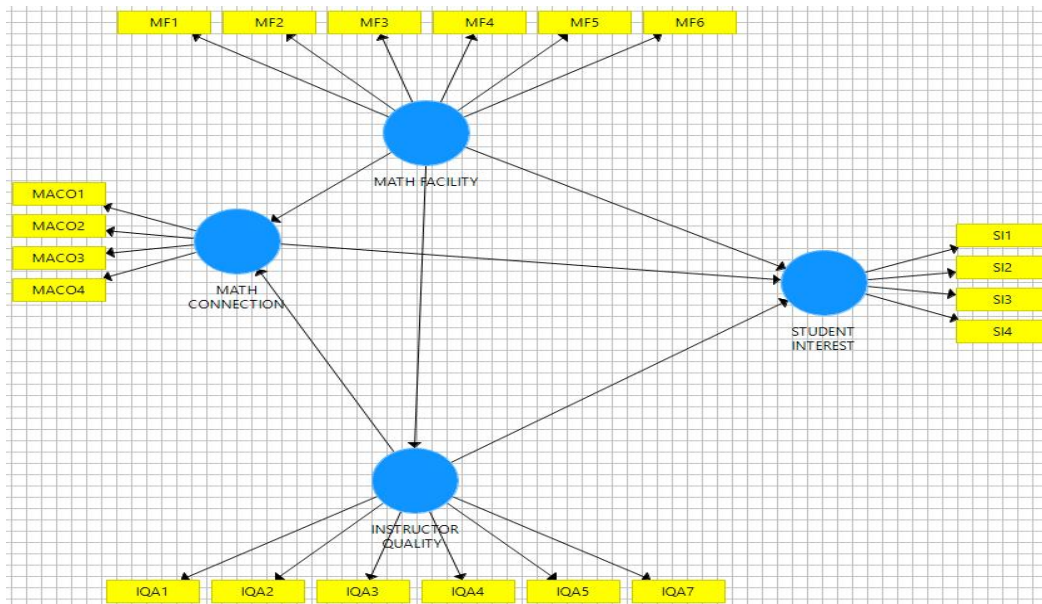 MF1 MF2 MF3 MF4 MF5 MF6
MATH FACILITY
MACO1
MACO2
MACO3
MACO4
MATH
CONNECTION
SI1
SI2
SI3
SI4
STUDENT
INTEREST
INSTRUCTOR
QUALITY
IQA1 IQA2 IQA3 IQA4 IQA5 IQA7